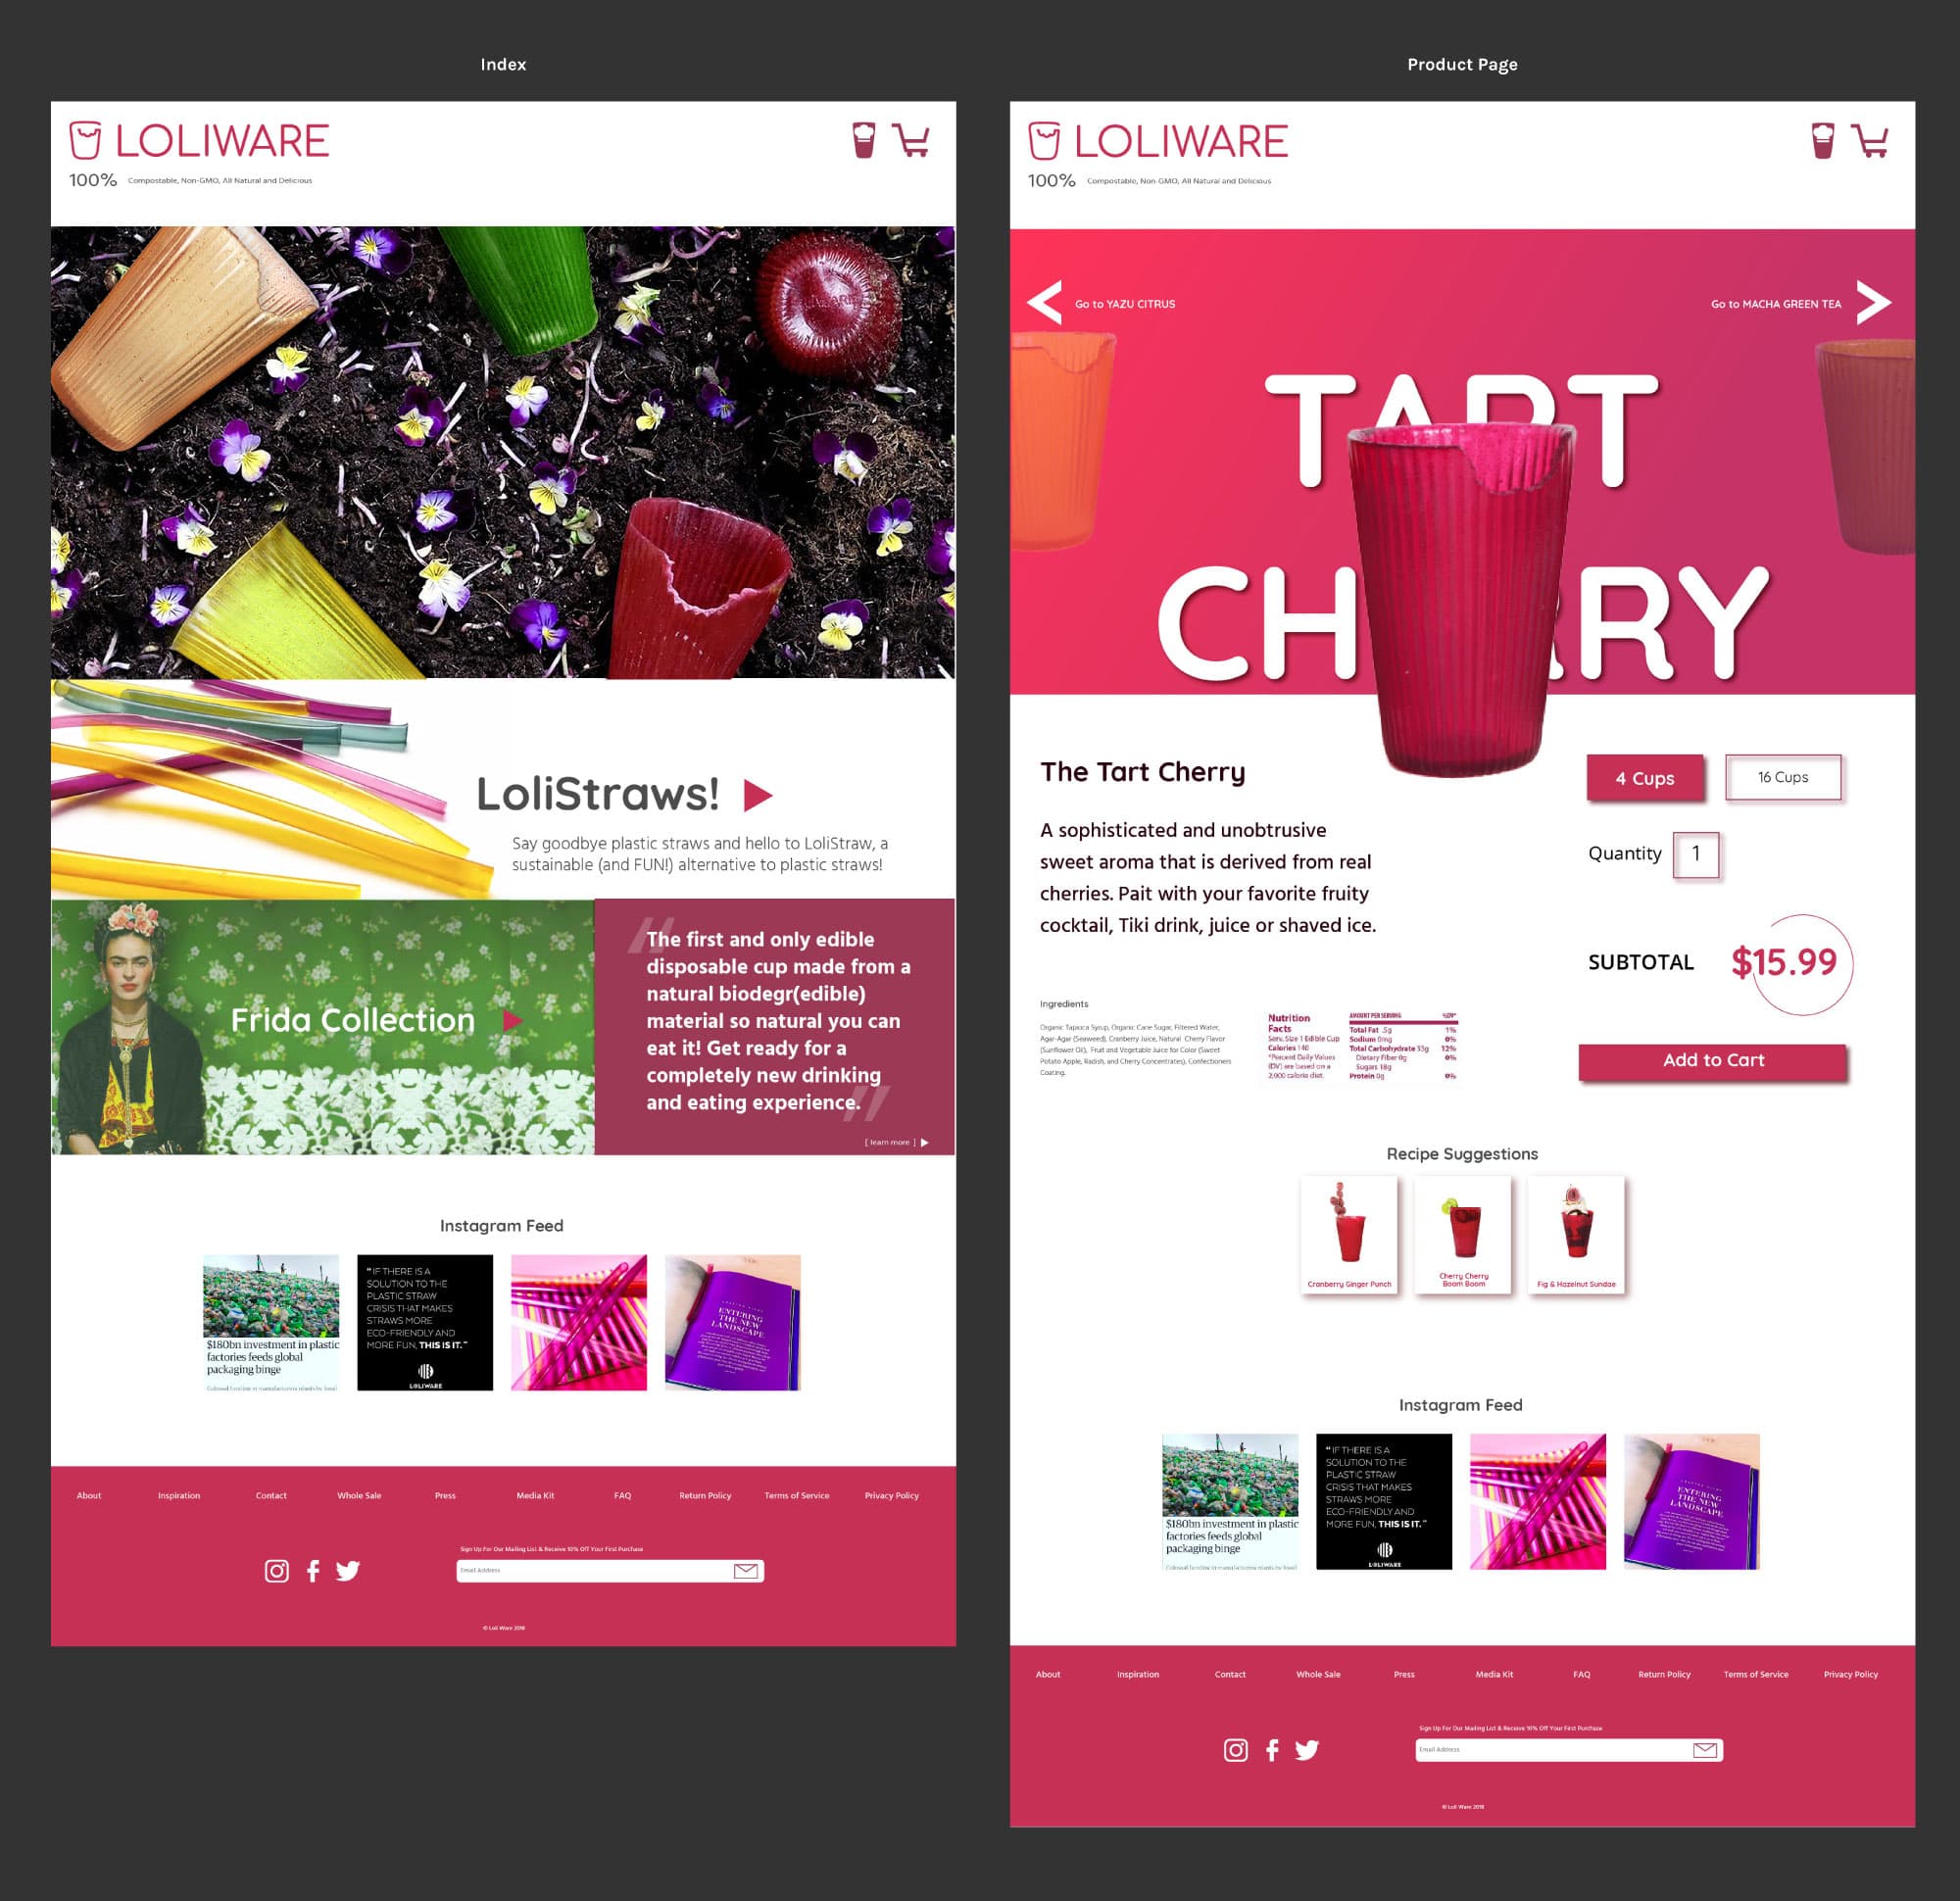 Index
LOLIWARE
100% Compostable, Non-GMO, All Natural and Delicious
LoliStraws!
Say goodbye plastic straws and hello to LoliStraw, a
sustainable (and FUN!) alternative to plastic straws!
Frida Collection
"The first and only edible
disposable cup made from a
natural biodegr(edible)
material so natural you can
eat it! Get ready for a
completely new drinking
and eating experience."
[ learn more ]
Instagram Feed
$180bn investment in plastic
factories feeds global
packaging binge
“IF THERE IS A
SOLUTION TO THE
PLASTIC STRAW
CRISIS THAT MAKES
STRAWS MORE
ECO-FRIENDLY AND
MORE FUN, THIS IS IT.”
LOLIWARE
ENTERING
THE NEW
LANDSCAPE
About Inspiration Contact Whole Sale Press Media Kit FAQ Return Policy Terms of Service Privacy Policy
Sign Up For Our Mailing List & Receive 10% Off Your First Purchase
Email Address
© Loli Ware 2018
Product Page
LOLIWARE
100% Compostable, Non-GMO, All Natural and Delicious
Go to YAZU CITRUS
Go to MACHA GREEN TEA
TART
CHERRY
The Tart Cherry
A sophisticated and unobtrusive
sweet aroma that is derived from real
cherries. Pait with your favorite fruity
cocktail, Tiki drink, juice or shaved ice.
4 Cups
16 Cups
Quantity 1
SUBTOTAL $15.99
Add to Cart
Ingredients
Organic Tapioca Syrup, Organic Cane Sugar, Filtered Water,
Agar-Agar (Seaweed), Cranberry Juice, Natural Cherry Flavor
(Sunflower Oil), Fruit and Vegetable Juice for Color (Sweet
Potato Apple, Radish, and Cherry Concentrates), Confectioners
Coating.
Nutrition
Facts
Serv. Size 1 Edible Cup
Calories 140
*Percent Daily Values
(DV) are based on a
2,000 calorie diet.
AMOUNT PER SERVING %DV*
Total Fat .5g 1%
Sodium 0mg 0%
Total Carbohydrate 33g 12%
Dietary Fiber 0g 0%
Sugars 18g
Protein 0g 0%
Recipe Suggestions
Cranberry Ginger Punch
Cherry Cherry
Boom Boom
Fig & Hazelnut Sundae
Instagram Feed
$180bn investment in plastic
factories feeds global
packaging binge
“IF THERE IS A
SOLUTION TO THE
PLASTIC STRAW
CRISIS THAT MAKES
STRAWS MORE
ECO-FRIENDLY AND
MORE FUN, THIS IS IT.”
LOLIWARE
ENTERING
THE NEW
LANDSCAPE
About Inspiration Contact Whole Sale Press Media Kit FAQ Return Policy Terms of Service Privacy Policy
Sign Up For Our Mailing List & Receive 10% Off Your First Purchase
Email Address
© Loli Ware 2018